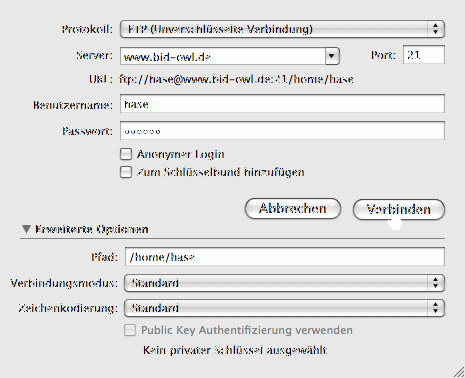 Protokoll: FTP (Unverschlüsselte Verbindung)
Server: www.bid-owl.de Port: 21
URL: ftp://hase@www.bid-owl.de:21/home/hase
Benutzername: hase
Passwort: ○○○○○○
Anonymer Login
Zum Schlüsselbund hinzufügen
Abbrechen Verbinden
Erweiterte Optionen
Pfad: /home/hase
Verbindungsmodus: Standard
Zeichenkodierung: Standard
Public Key Authentifizierung verwenden
Kein privater Schlüssel ausgewählt